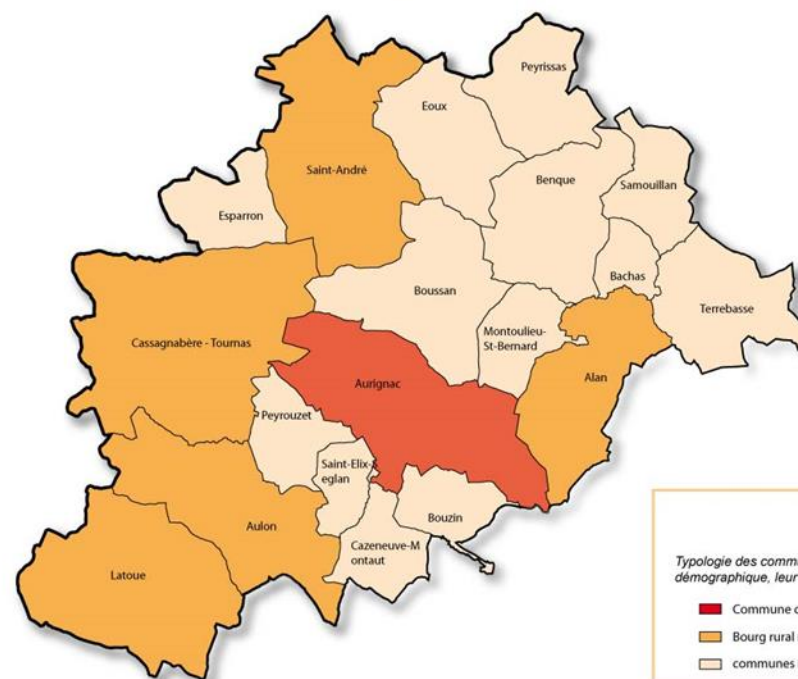 Peyrissas
Eoux
Saint-André
Benque
Samouillan
Esparron
Bachas
Boussan
Terrebasse
Montoulieu-
St-Bernard
Cassagnabère - Tournas
Alan
Aurignac
Peyrouzet
Saint-Elix-S
eglan
Bouzin
Aulon
Cazeneuve-M
ontaut
Latoue
Typologie des
démographique, leur
Commune
Bourg rural
communes